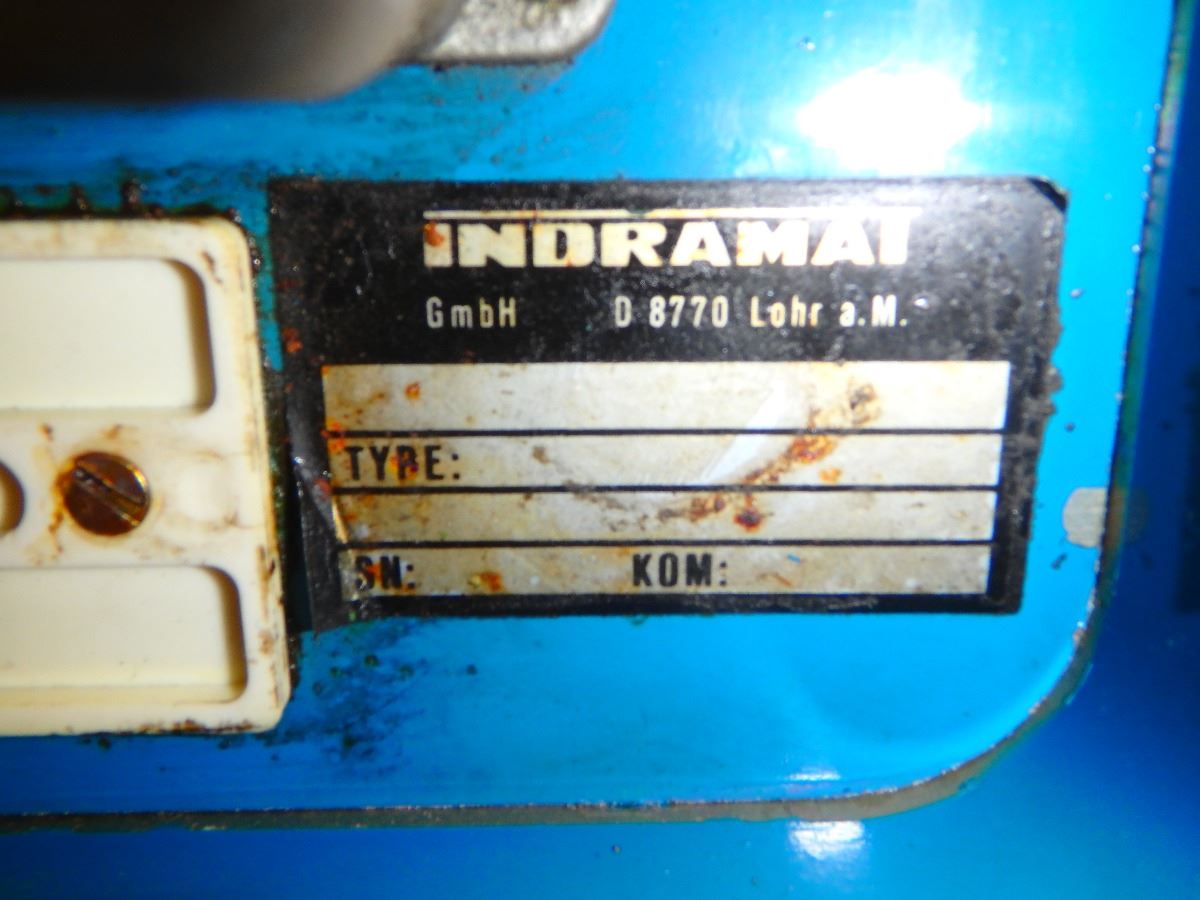 INDRAMAT
GmbH D 8770 Lohr a.M.
TYPE:
SN: KOM: